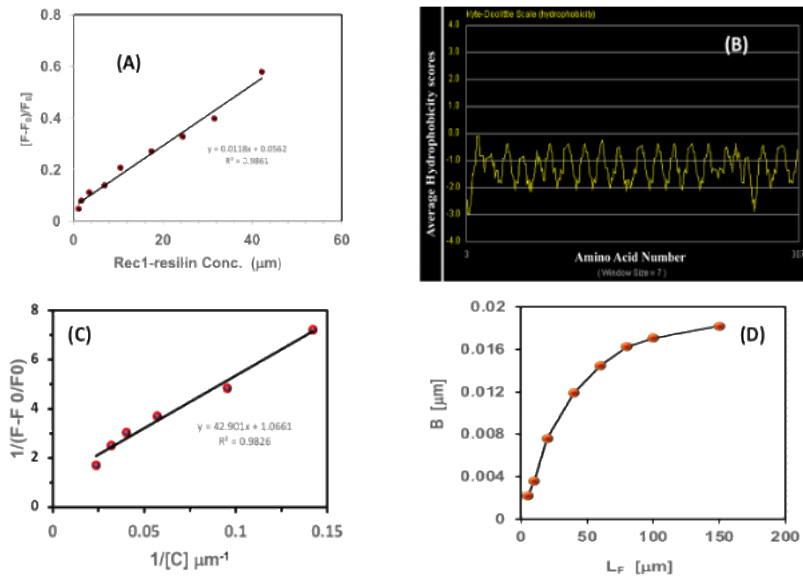 (A)
[F-F₀)/F₀]
0.8
0.6
0.4
0.2
0
y = 0.0118x + 0.0562
R² = 0.9861
0
20
40
60
Rec1-resilin Conc. (μm)
Kyte-Doolittle Scale (hydrophobicity)
(B)
Average Hydrophobicity scores
4.0
3.0
2.0
1.0
0.0
-1.0
-2.0
-3.0
-4.0
3
Amino Acid Number
( Window Size = 7 )
(C)
1/(F-F 0/F0)
8
6
4
2
0
y = 42.901x + 1.0661
R² = 0.9826
0
0.05
0.1
0.15
1/[C] μm⁻¹
(D)
B [μm]
0.02
0.016
0.012
0.008
0.004
0
0
50
100
150
200
L_F [μm]